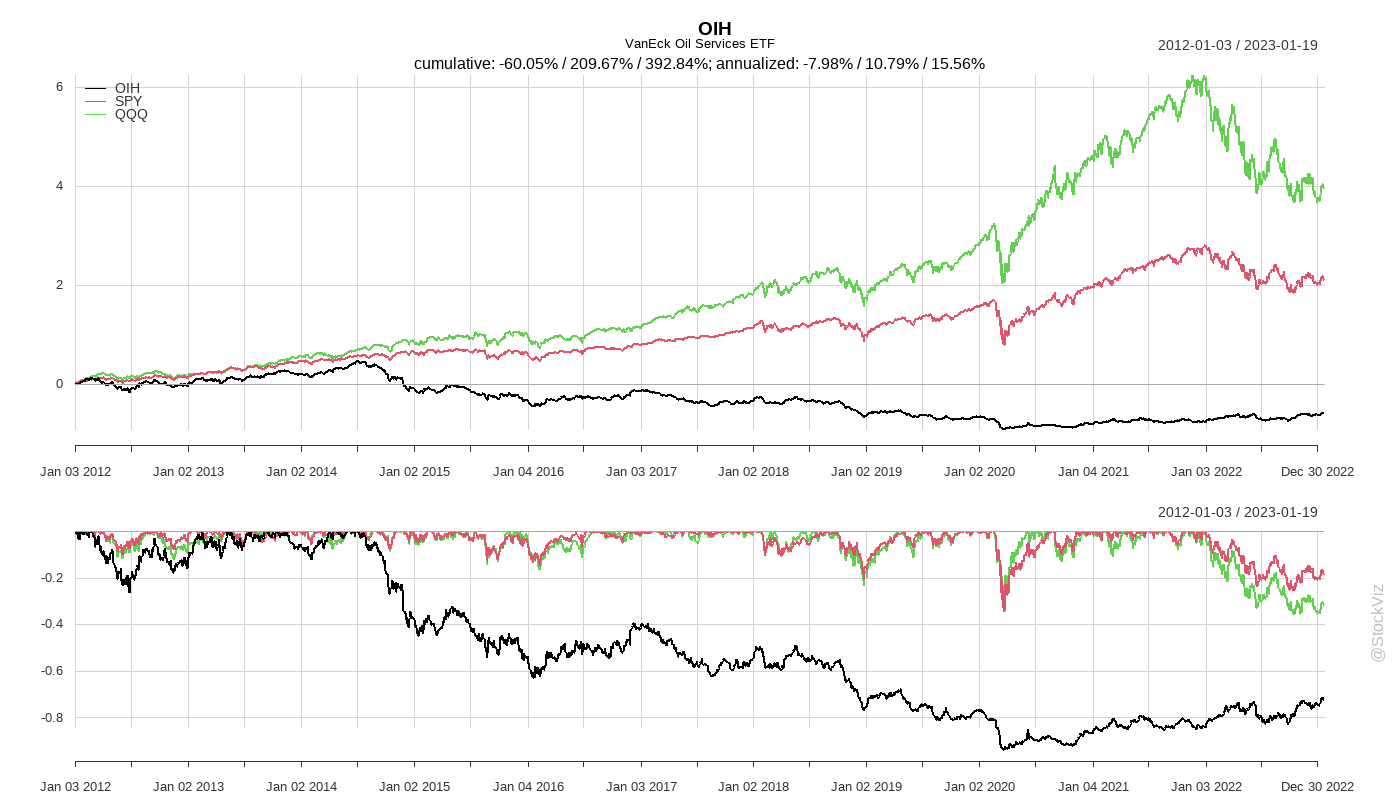 OIH
VanEck Oil Services ETF
2012-01-03 / 2023-01-19
cumulative: -60.05% / 209.67% / 392.84%; annualized: -7.98% / 10.79% / 15.56%
OIH
SPY
QQQ
6
4
2
0
Jan 03 2012 Jan 02 2013 Jan 02 2014 Jan 02 2015 Jan 04 2016 Jan 03 2017 Jan 02 2018 Jan 02 2019 Jan 02 2020 Jan 04 2021 Jan 03 2022 Dec 30 2022
2012-01-03 / 2023-01-19
-0.2
-0.4
-0.6
-0.8
Jan 03 2012 Jan 02 2013 Jan 02 2014 Jan 02 2015 Jan 04 2016 Jan 03 2017 Jan 02 2018 Jan 02 2019 Jan 02 2020 Jan 04 2021 Jan 03 2022 Dec 30 2022
@StockViz